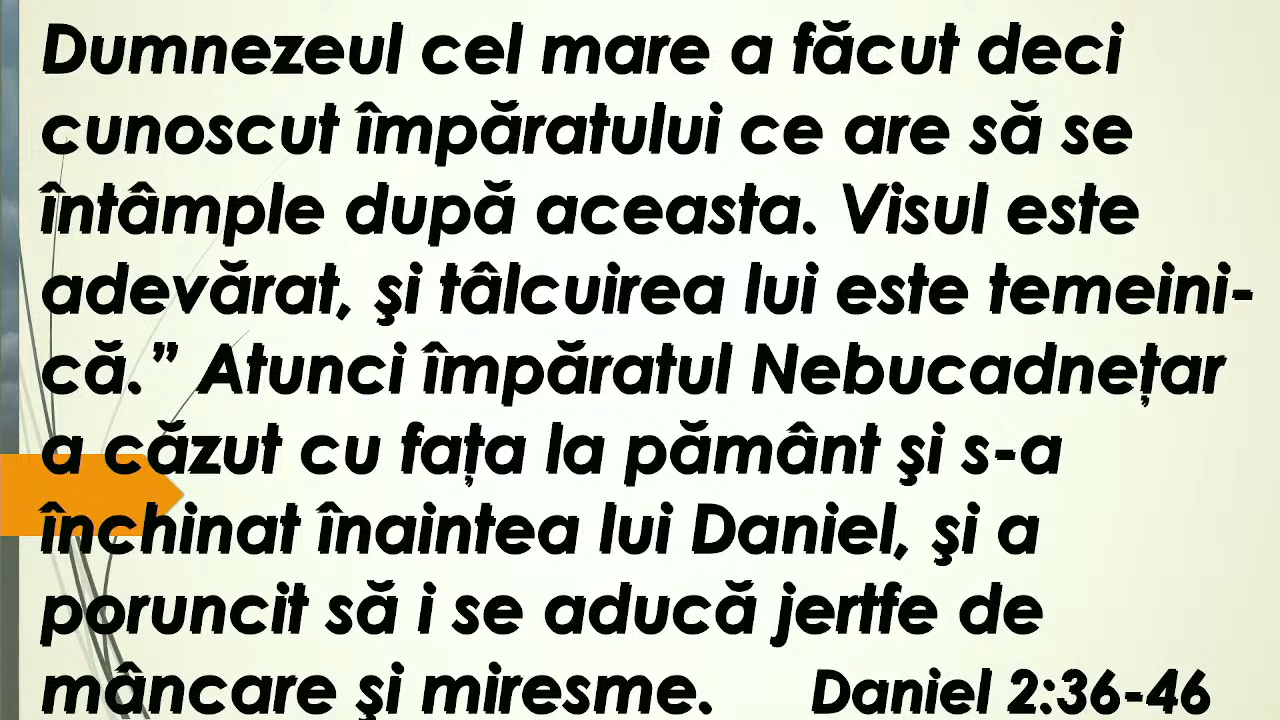 Dumnezeul cel mare a făcut deci
cunoscut împăratului ce are să se
întâmple după aceasta. Visul este
adevărat, şi tâlcuirea lui este temeini-
că.” Atunci împăratul Nebucadneţar
a căzut cu faţa la pământ şi s-a
închinat înaintea lui Daniel, şi a
poruncit să i se aducă jertfe de
mâncare şi miresme. Daniel 2:36-46